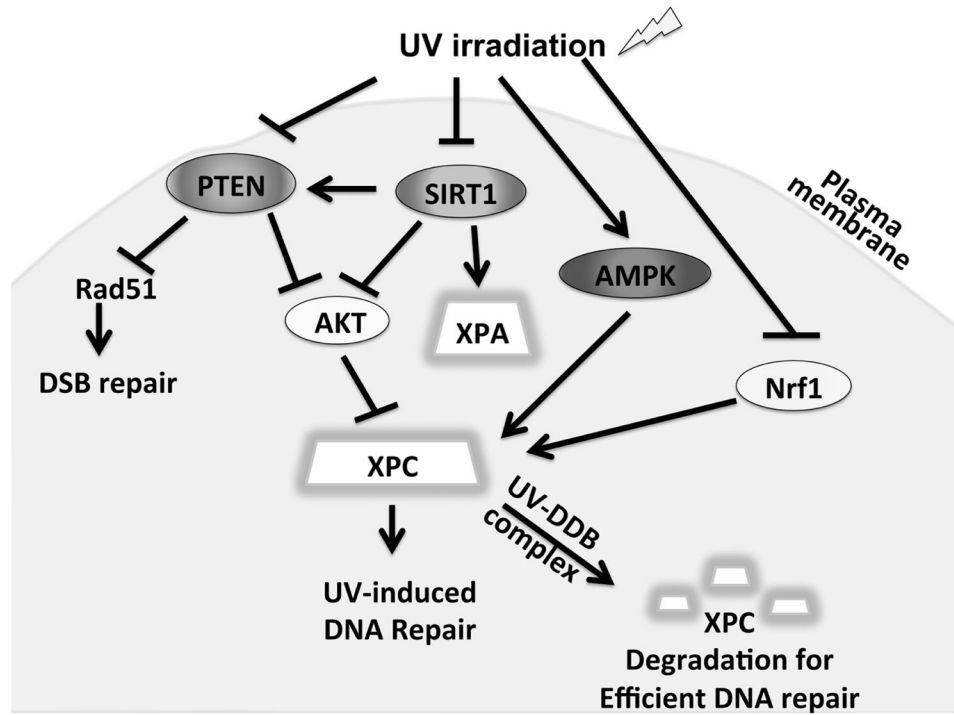 UV irradiation
Plasma
membrane
PTEN
SIRT1
AMPK
Rad51
AKT
XPA
DSB repair
Nrf1
XPC
UV-DDB
complex
UV-induced
DNA Repair
XPC
Degradation for
Efficient DNA repair